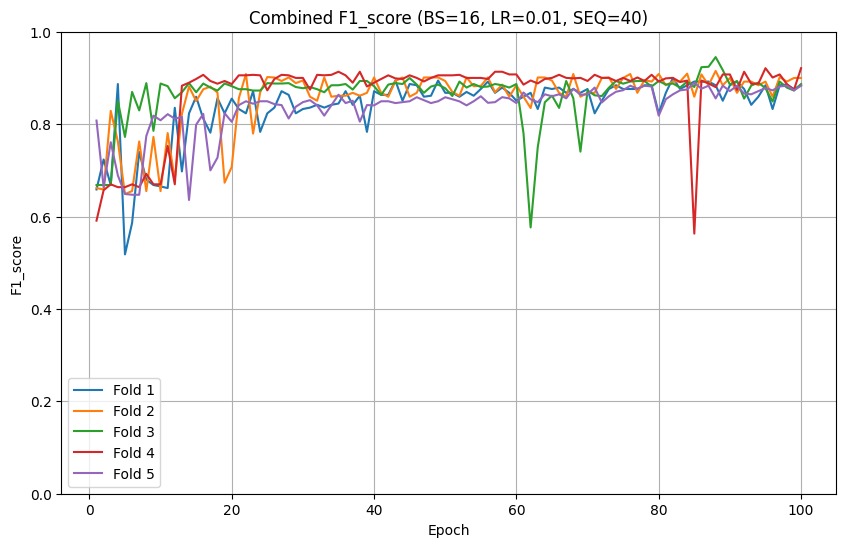 Combined F1_score (BS=16, LR=0.01, SEQ=40)
1.0
0.8
0.6
0.4
0.2
0.0
F1_score
Fold 1
Fold 2
Fold 3
Fold 4
Fold 5
0 20 40 60 80 100
Epoch